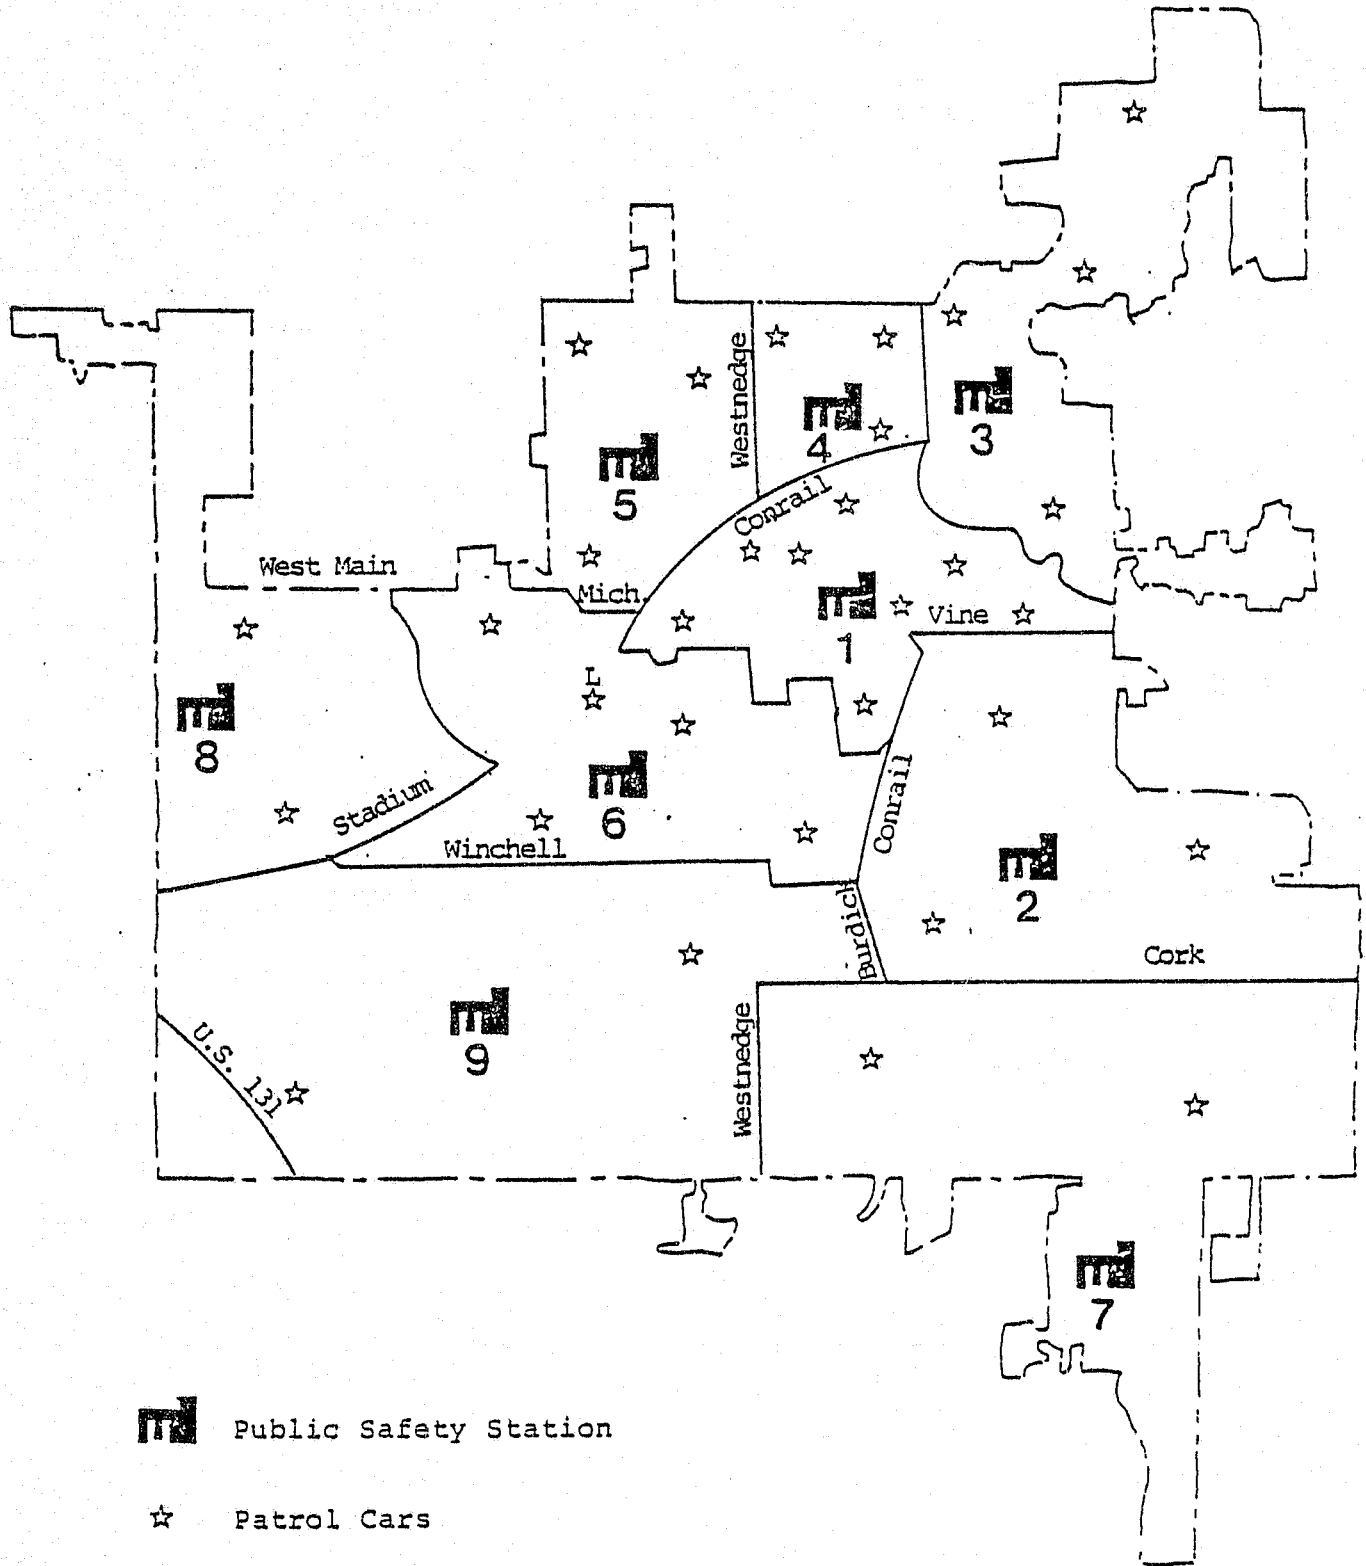 Westnedge
4
3
5
Conrail
West Main
Mich.
Vine
1
L
8
Stadium
Conrail
6
Winchell
2
Burdich
Cork
Westnedge
U.S. 131
9
7
Public Safety Station
Patrol Cars